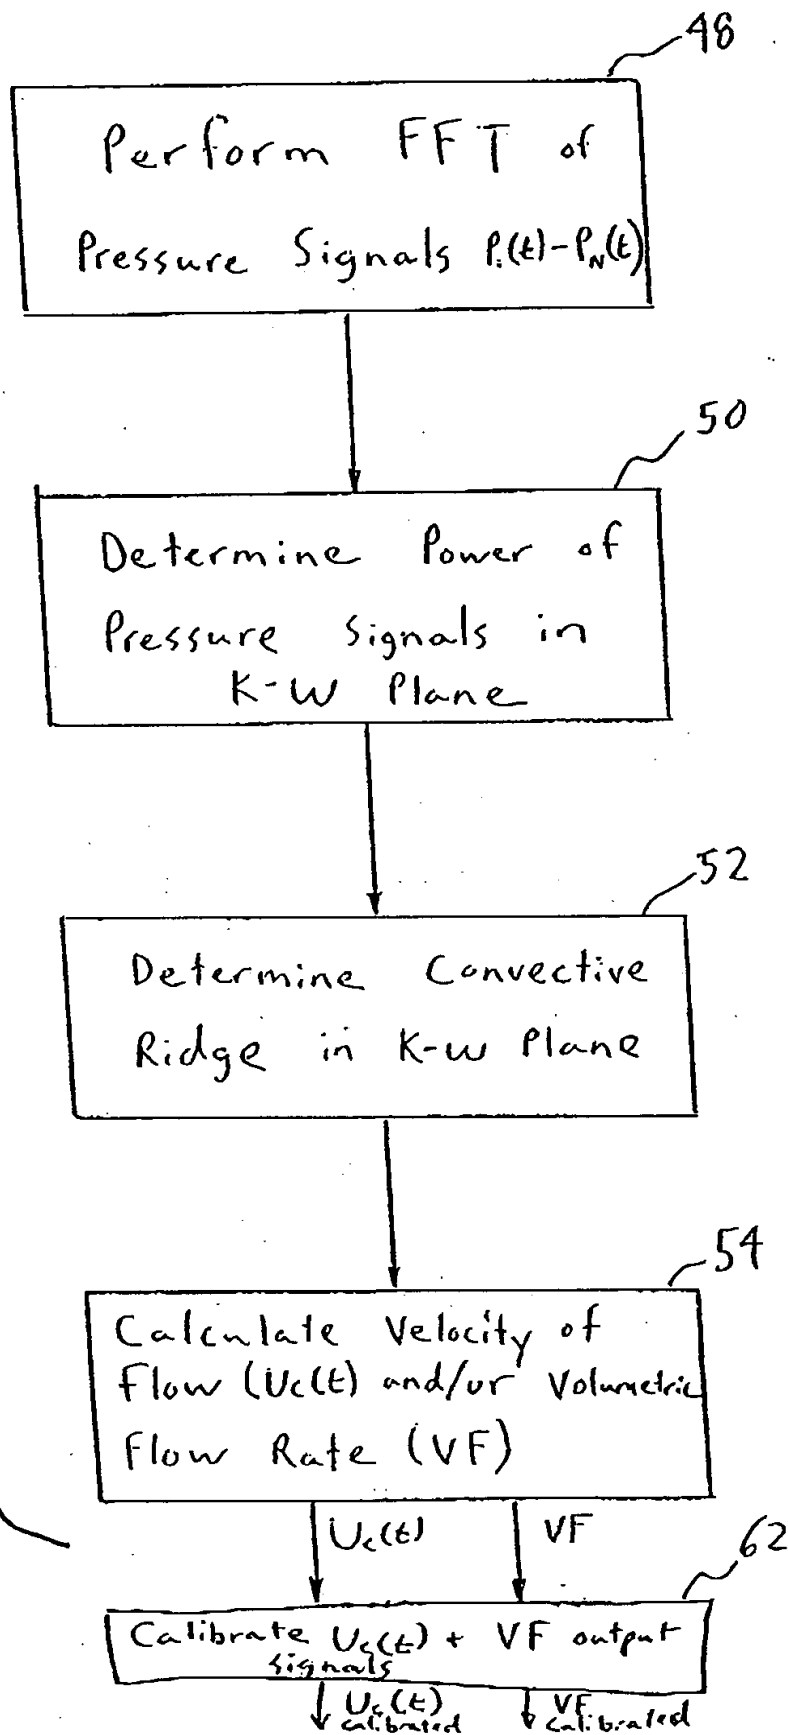 48
Perform FFT of
Pressure Signals P₁(t)-P_N(t)
50
Determine Power of
Pressure Signals in
K-W Plane
52
Determine Convective
Ridge in K-w Plane
54
Calculate Velocity of
Flow (Uc(t) and/or Volumetric
Flow Rate (VF)
Uc(t) VF
62
Calibrate Uc(t) + VF output
signals
Uc(t) VF
calibrated calibrated